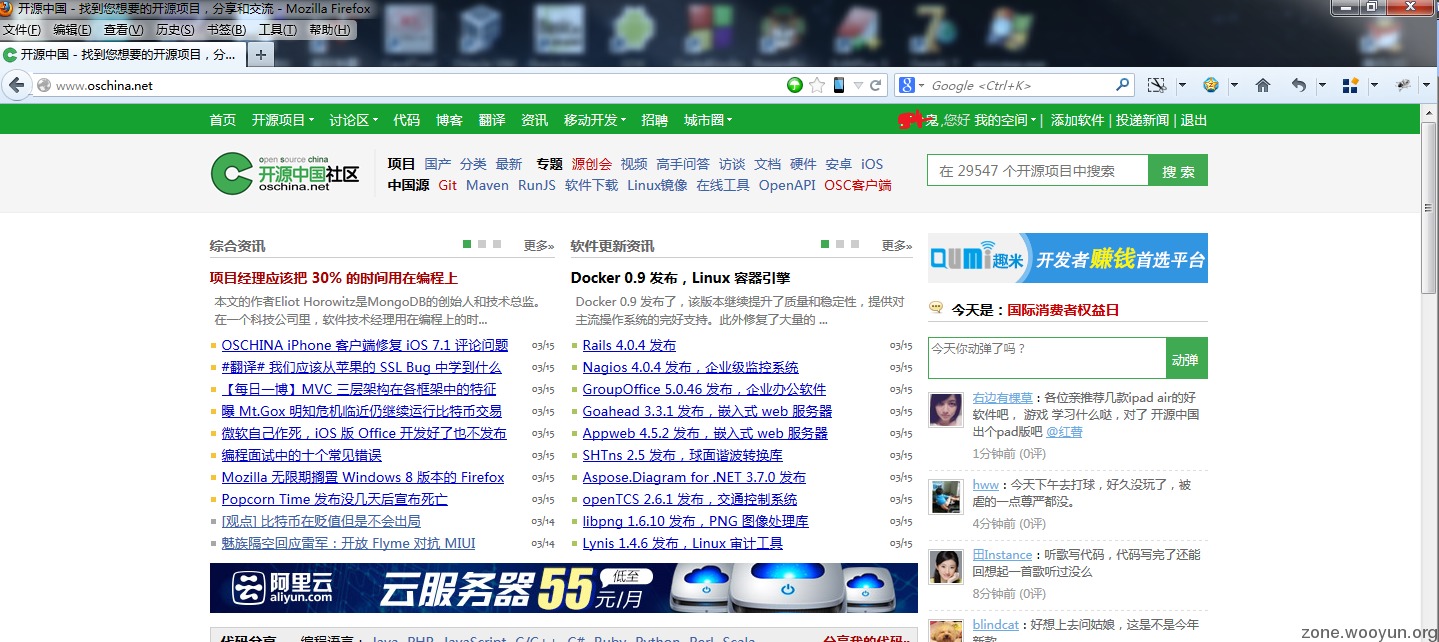 开源中国 - 找到您想要的开源项目，分享和交流 - Mozilla Firefox
文件(F) 编辑(E) 查看(V) 历史(S) 书签(B) 工具(T) 帮助(H)
开源中国 - 找到您想要的开源项目，分...
www.oschina.net
Google <Ctrl+K>
首页 开源项目 讨论区 代码 博客 翻译 资讯 移动开发 招聘 城市圈
,您好 我的空间 | 添加软件 | 投递新闻 | 退出
open source china
开源中国社区
oschina.net
项目 国产 分类 最新 专题 源创会 视频 高手问答 访谈 文档 硬件 安卓 iOS
中国源 Git Maven RunJS 软件下载 Linux镜像 在线工具 OpenAPI OSC客户端
在 29547 个开源项目中搜索
搜 索
综合资讯 更多»
项目经理应该把 30% 的时间用在编程上
本文的作者Eliot Horowitz是MongoDB的创始人和技术总监。
在一个科技公司里，软件技术经理用在编程上的时...
OSCHINA iPhone 客户端修复 iOS 7.1 评论问题 03/15
#翻译# 我们应该从苹果的 SSL Bug 中学到什么 03/15
【每日一博】MVC 三层架构在各框架中的特征 03/15
曝 Mt.Gox 明知危机临近仍继续运行比特币交易 03/15
微软自己作死，iOS 版 Office 开发好了也不发布 03/15
编程面试中的十个常见错误 03/15
Mozilla 无限期搁置 Windows 8 版本的 Firefox 03/15
Popcorn Time 发布没几天后宣布死亡 03/15
[观点] 比特币在贬值但是不会出局 03/14
魅族隔空回应雷军：开放 Flyme 对抗 MIUI 03/14
软件更新资讯 更多»
Docker 0.9 发布，Linux 容器引擎
Docker 0.9 发布了，该版本继续提升了质量和稳定性，提供对
主流操作系统的完好支持。此外修复了大量的 ...
Rails 4.0.4 发布 03/15
Nagios 4.0.4 发布，企业级监控系统 03/15
GroupOffice 5.0.46 发布，企业办公软件 03/15
Goahead 3.3.1 发布，嵌入式 web 服务器 03/15
Appweb 4.5.2 发布，嵌入式 web 服务器 03/15
SHTns 2.5 发布，球面谐波转换库 03/15
Aspose.Diagram for .NET 3.7.0 发布 03/15
openTCS 2.6.1 发布，交通控制系统 03/15
libpng 1.6.10 发布，PNG 图像处理库 03/15
Lynis 1.4.6 发布，Linux 审计工具 03/15
阿里云
aliyun.com
云服务器 55 低至 元/月
QUMI趣米 开发者赚钱首选平台
今天是：国际消费者权益日
今天你动弹了吗？
动弹
右边有棵草：各位亲推荐几款ipad air的好
软件吧， 游戏 学习什么哒，对了 开源中国
出个pad版吧 @红薯
1分钟前 (0评)
hww：今天下午去打球，好久没玩了，被
虐的一点尊严都没。
4分钟前 (0评)
田Instance：听歌写代码，代码写完了还能
回想起一首歌听过没么
8分钟前 (0评)
blindcat：好想上去问姑娘，这是不是今年
新款
代码分享 编程语言： Java PHP JavaScript C/C++ C# Ruby Python Perl Scala 分享我的代码»
zone.wooyun.org